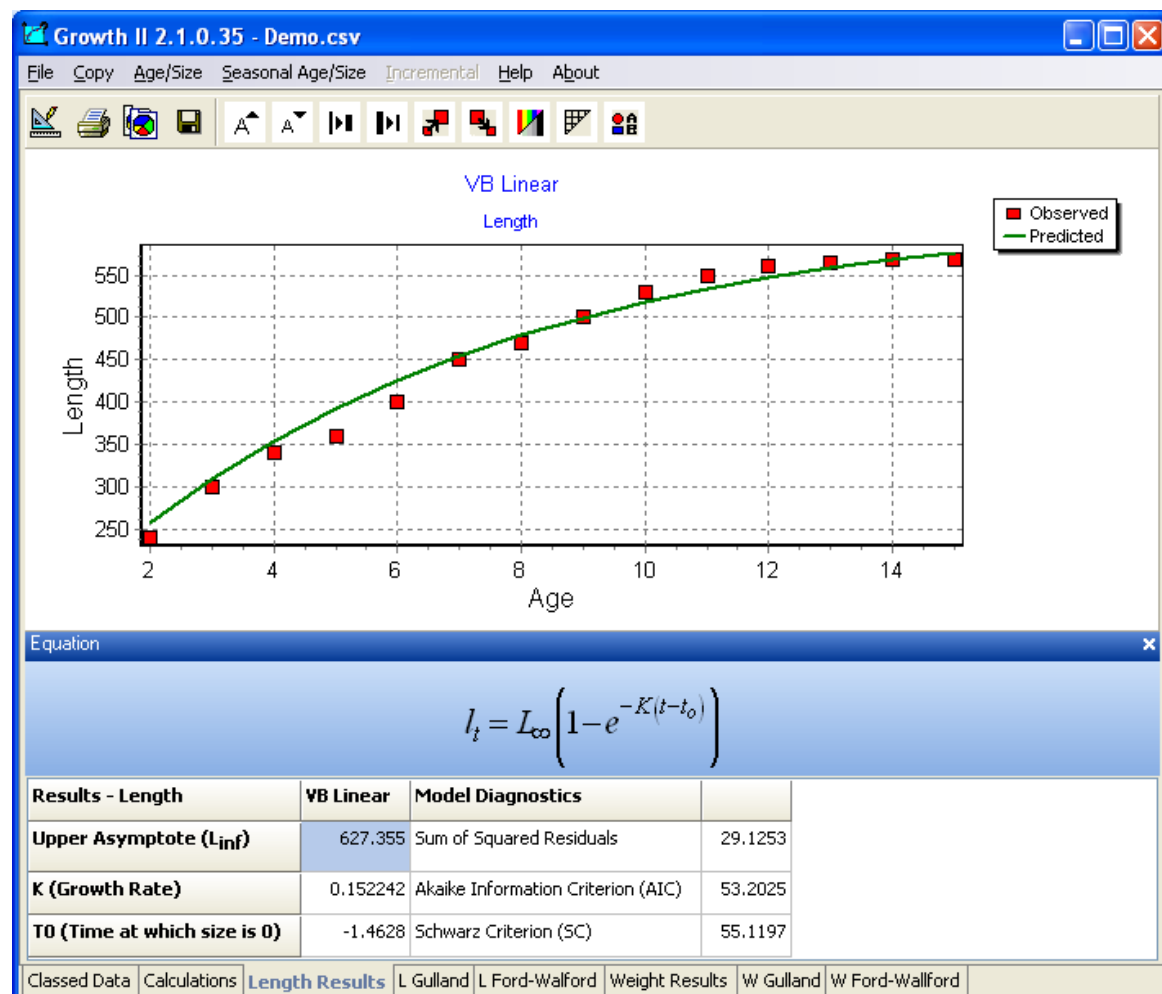 Growth II 2.1.0.35 - Demo.csv
File Copy Age/Size Seasonal Age/Size Incremental Help About
A A
A B
VB Linear
Length
Observed
Predicted
550
500
450
400
350
300
250
Length
2 4 6 8 10 12 14
Age
Equation
l_t = L_∞(1-e^{-K(t-t_o)})
Results - Length VB Linear Model Diagnostics
Upper Asymptote (Linf) 627.355 Sum of Squared Residuals 29.1253
K (Growth Rate) 0.152242 Akaike Information Criterion (AIC) 53.2025
T0 (Time at which size is 0) -1.4628 Schwarz Criterion (SC) 55.1197
Classed Data Calculations Length Results L Gulland L Ford-Walford Weight Results W Gulland W Ford-Wallford